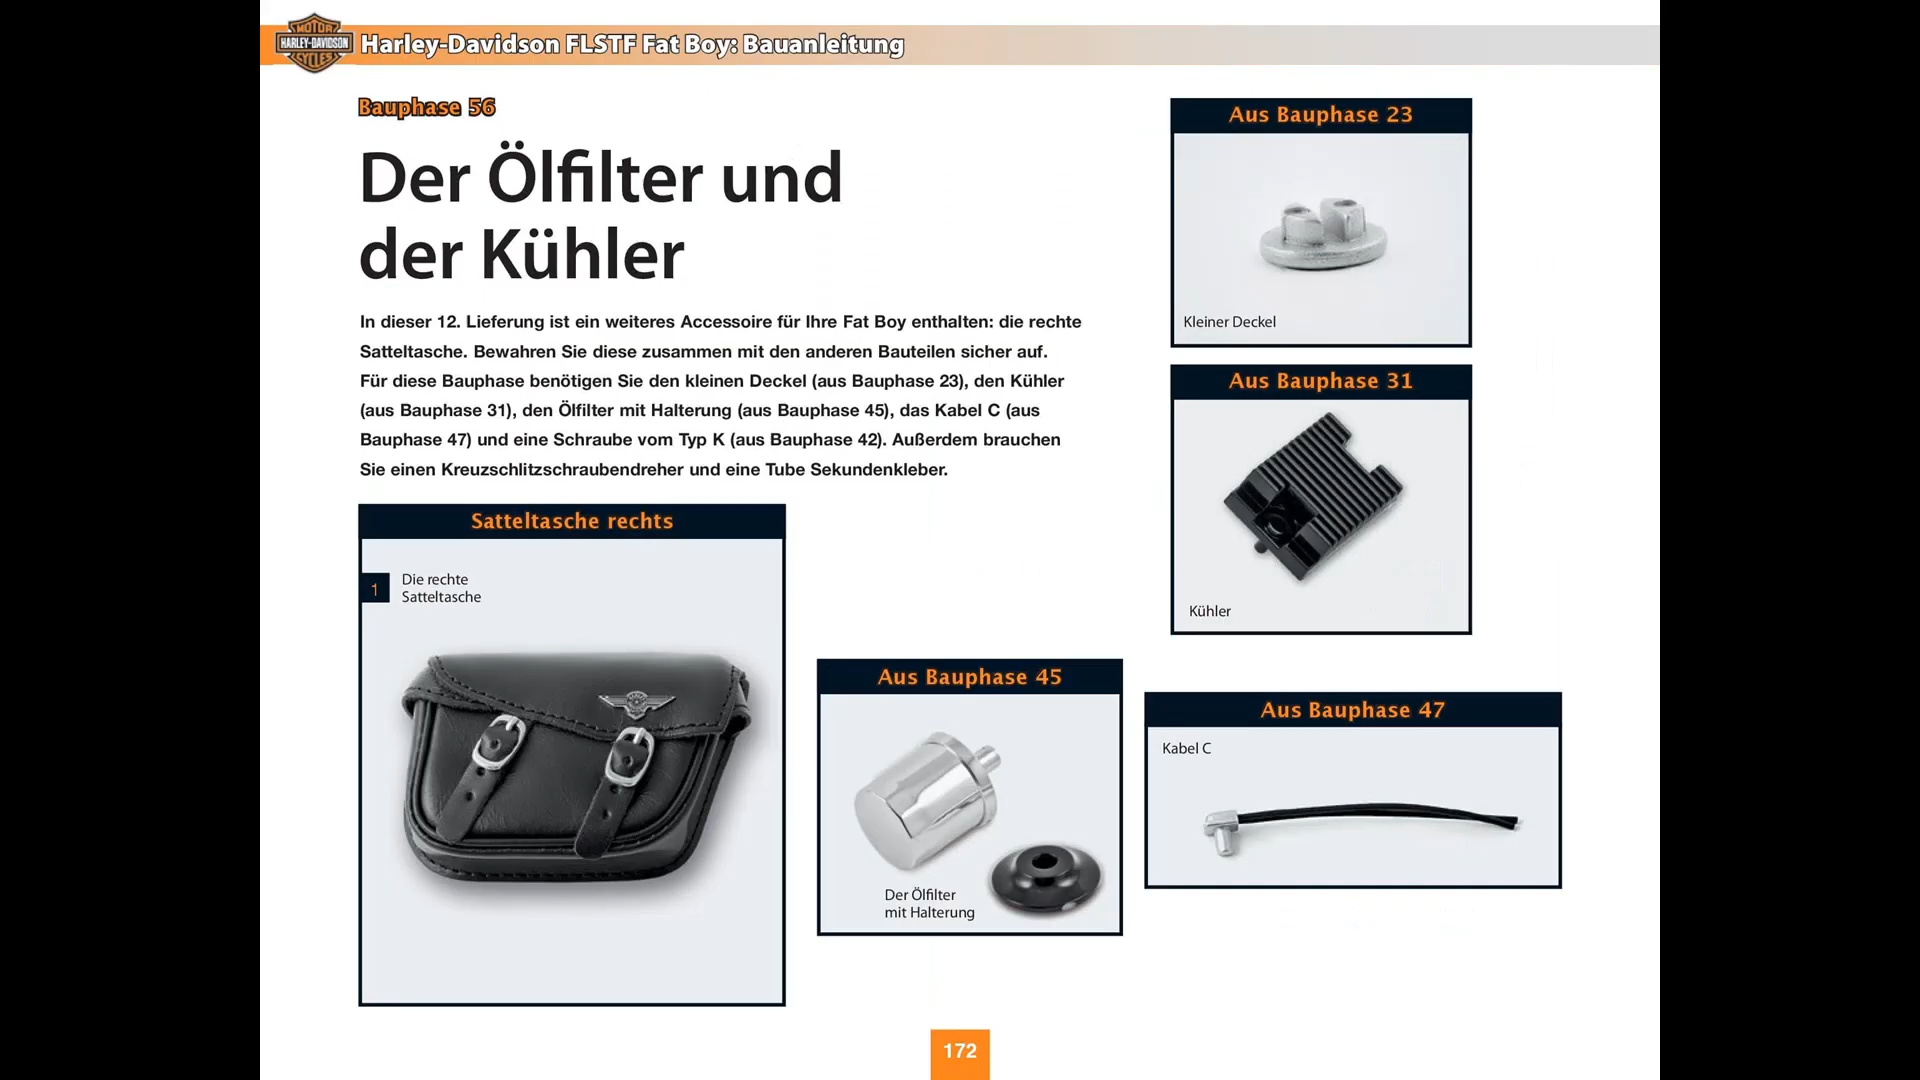 MOTOR
HARLEY-DAVIDSON
CYCLES
Harley-Davidson FLSTF Fat Boy: Bauanleitung
Bauphase 56
Der Ölfilter und
der Kühler
In dieser 12. Lieferung ist ein weiteres Accessoire für Ihre Fat Boy enthalten: die rechte
Satteltasche. Bewahren Sie diese zusammen mit den anderen Bauteilen sicher auf.
Für diese Bauphase benötigen Sie den kleinen Deckel (aus Bauphase 23), den Kühler
(aus Bauphase 31), den Ölfilter mit Halterung (aus Bauphase 45), das Kabel C (aus
Bauphase 47) und eine Schraube vom Typ K (aus Bauphase 42). Außerdem brauchen
Sie einen Kreuzschlitzschraubendreher und eine Tube Sekundenkleber.
Satteltasche rechts
1
Die rechte
Satteltasche
Aus Bauphase 45
Der Ölfilter
mit Halterung
Aus Bauphase 23
Kleiner Deckel
Aus Bauphase 31
Kühler
Aus Bauphase 47
Kabel C
172